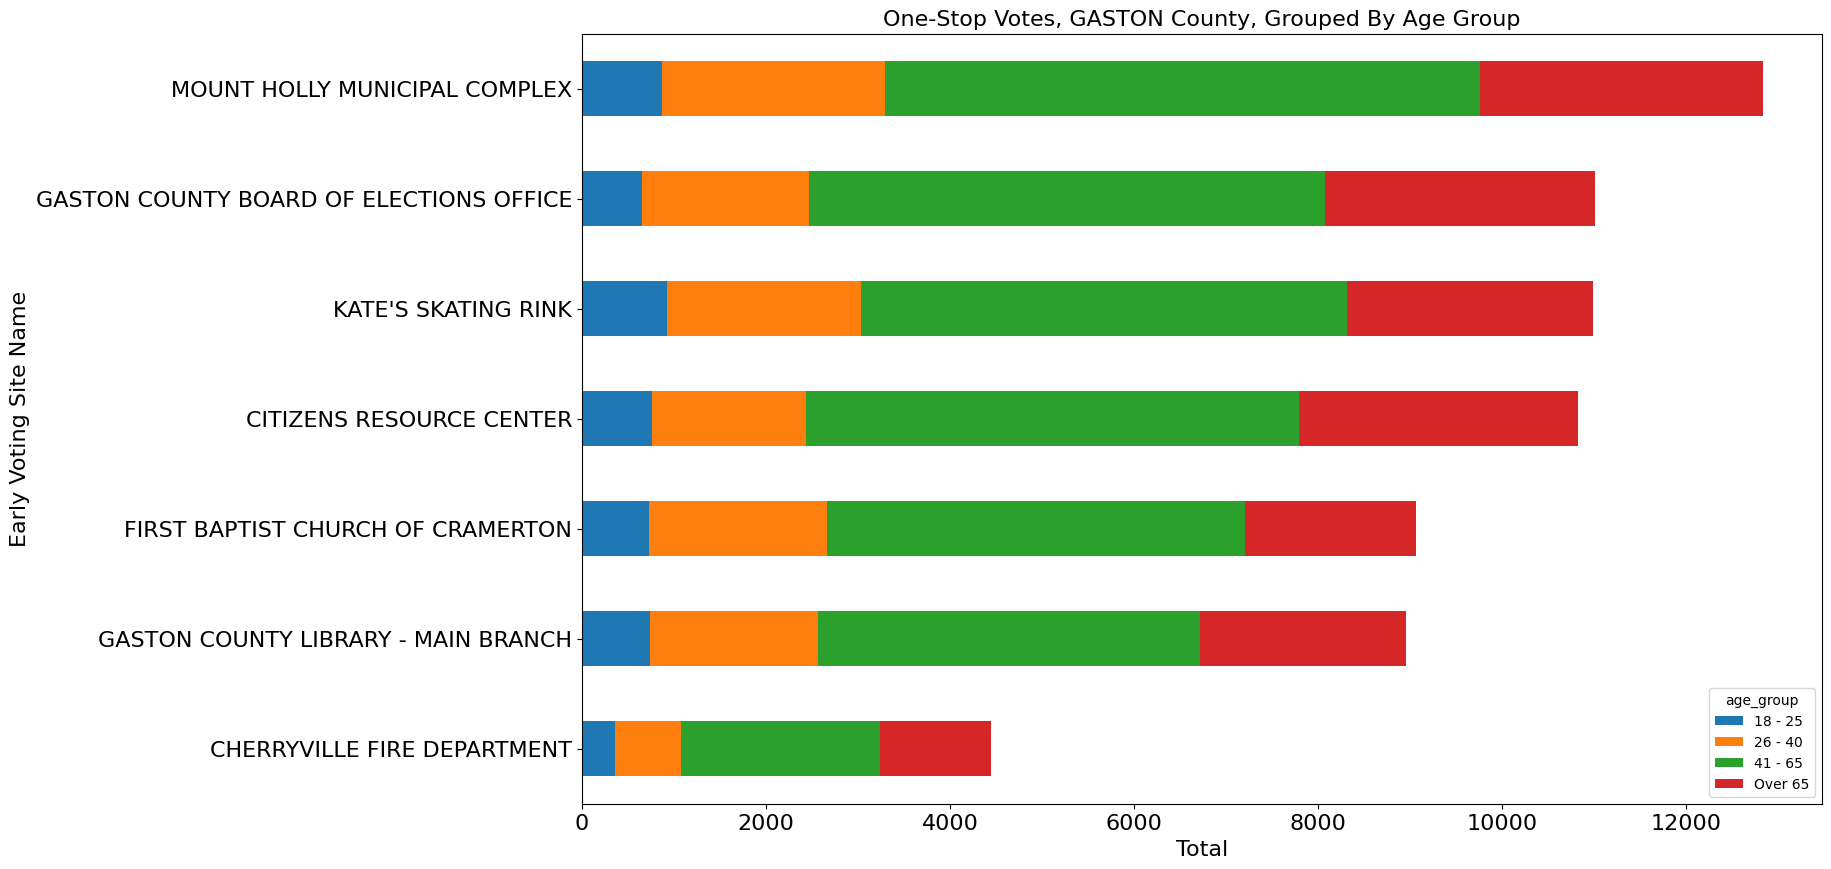 One-Stop Votes, GASTON County, Grouped By Age Group
Early Voting Site Name
MOUNT HOLLY MUNICIPAL COMPLEX
GASTON COUNTY BOARD OF ELECTIONS OFFICE
KATE'S SKATING RINK
CITIZENS RESOURCE CENTER
FIRST BAPTIST CHURCH OF CRAMERTON
GASTON COUNTY LIBRARY - MAIN BRANCH
CHERRYVILLE FIRE DEPARTMENT
age_group
18 - 25
26 - 40
41 - 65
Over 65
0 2000 4000 6000 8000 10000 12000
Total